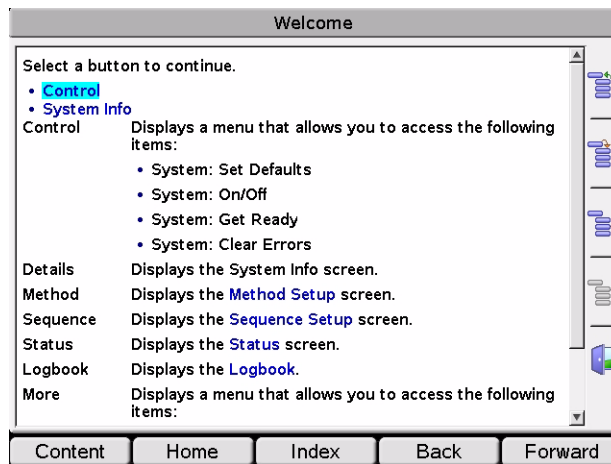 Welcome
Select a button to continue.
• Control
• System Info
Control Displays a menu that allows you to access the following
items:
• System: Set Defaults
• System: On/Off
• System: Get Ready
• System: Clear Errors
Details Displays the System Info screen.
Method Displays the Method Setup screen.
Sequence Displays the Sequence Setup screen.
Status Displays the Status screen.
Logbook Displays the Logbook.
More Displays a menu that allows you to access the following
items:
Content Home Index Back Forward